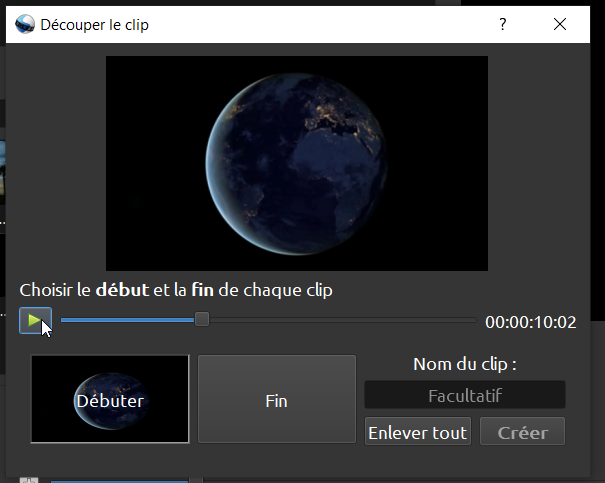 Découper le clip
?
Choisir le début et la fin de chaque clip
00:00:10:02
Débuter
Fin
Nom du clip :
Facultatif
Enlever tout
Créer